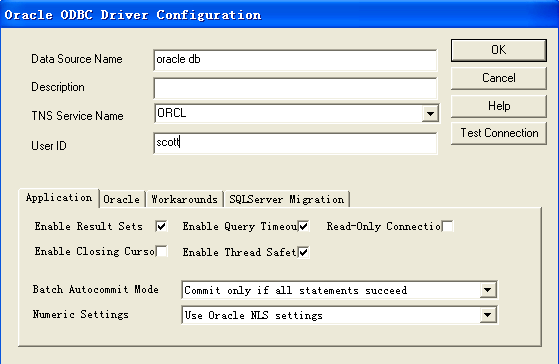 Oracle ODBC Driver Configuration
Data Source Name oracle db OK
Description Cancel
TNS Service Name ORCL Help
User ID scott Test Connection
Application Oracle Workarounds SQLServer Migration
Enable Result Sets Enable Query Timeou Read-Only Connectio
Enable Closing Curso Enable Thread Safet
Batch Autocommit Mode Commit only if all statements succeed
Numeric Settings Use Oracle NLS settings